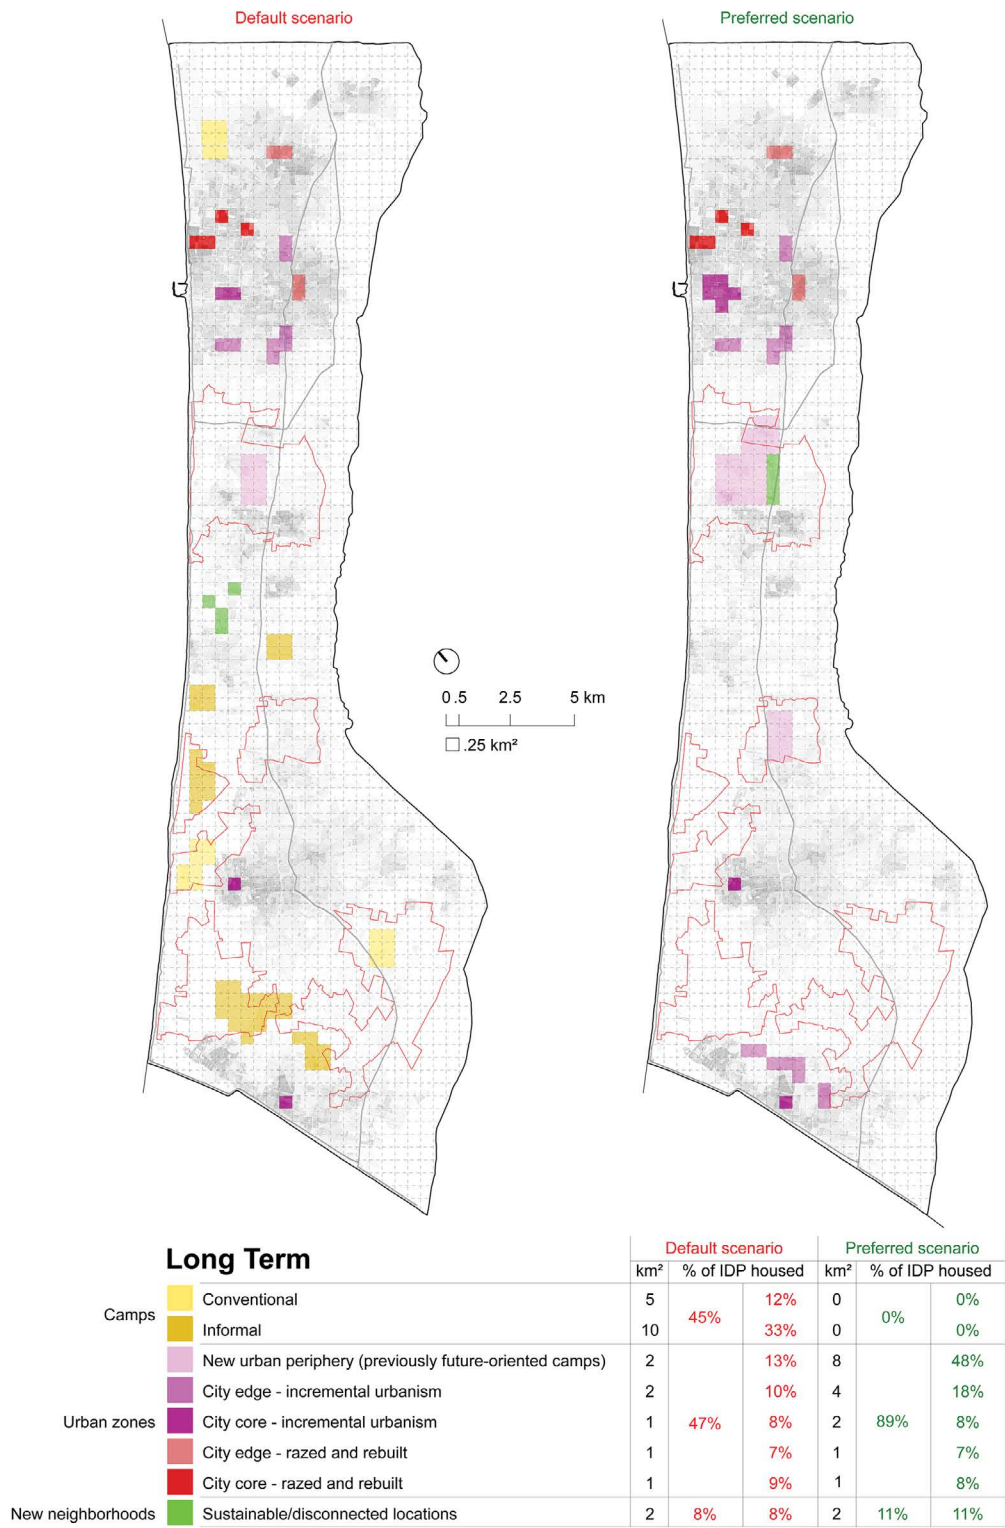 Default scenario
Preferred scenario
0 .5 2.5 5 km
.25 km²
Long Term
Default scenario Preferred scenario
km² % of IDP housed km² % of IDP housed
Camps
Conventional 5 12% 0 0%
45% 0%
Informal 10 33% 0 0%
New urban periphery (previously future-oriented camps) 2 13% 8 48%
City edge - incremental urbanism 2 10% 4 18%
Urban zones City core - incremental urbanism 1 47% 8% 2 89% 8%
City edge - razed and rebuilt 1 7% 1 7%
City core - razed and rebuilt 1 9% 1 8%
New neighborhoods Sustainable/disconnected locations 2 8% 8% 2 11% 11%